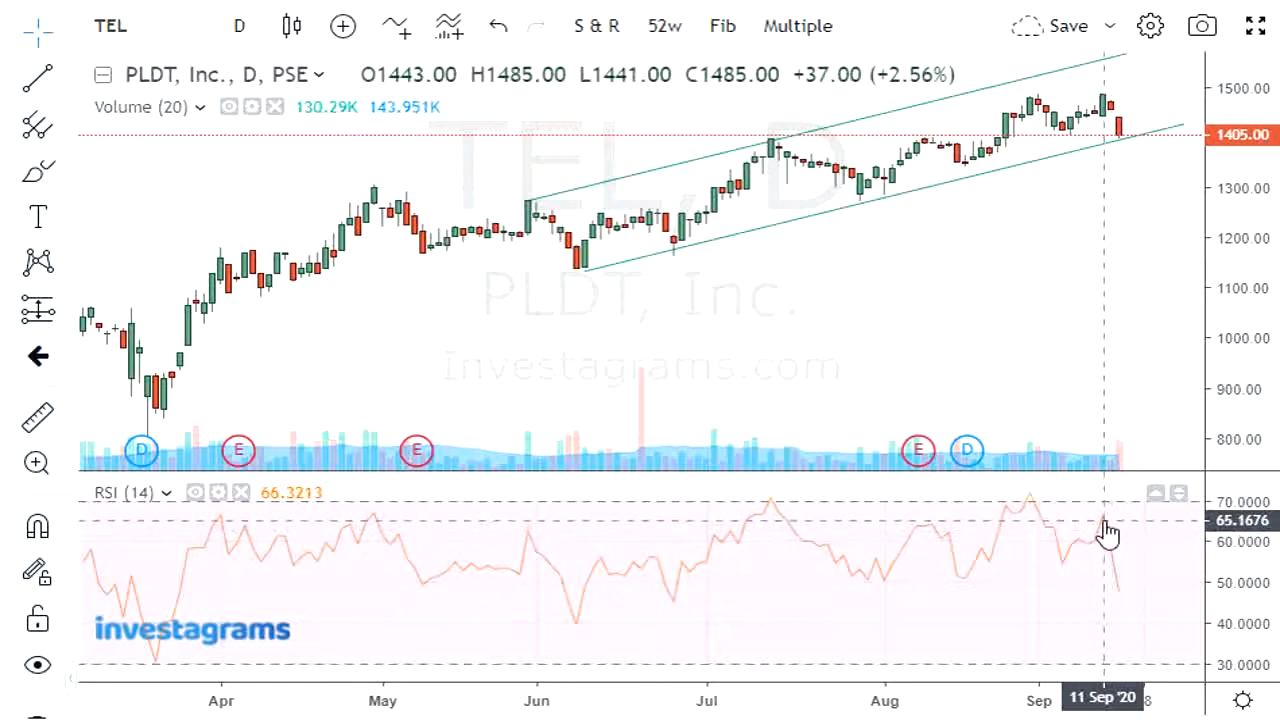 TEL D S & R 52w Fib Multiple Save
PLDT, Inc., D, PSE O1443.00 H1485.00 L1441.00 C1485.00 +37.00 (+2.56%)
Volume (20) 130.29K 143.951K
TEL, D
PLDT, Inc.
Investagrams.com
1500.00
1405.00
1300.00
1200.00
1100.00
1000.00
900.00
800.00
D E E E D
RSI (14) 66.3213
70.0000
65.1676
60.0000
50.0000
40.0000
30.0000
investagrams
Apr May Jun Jul Aug Sep 11 Sep '20 8